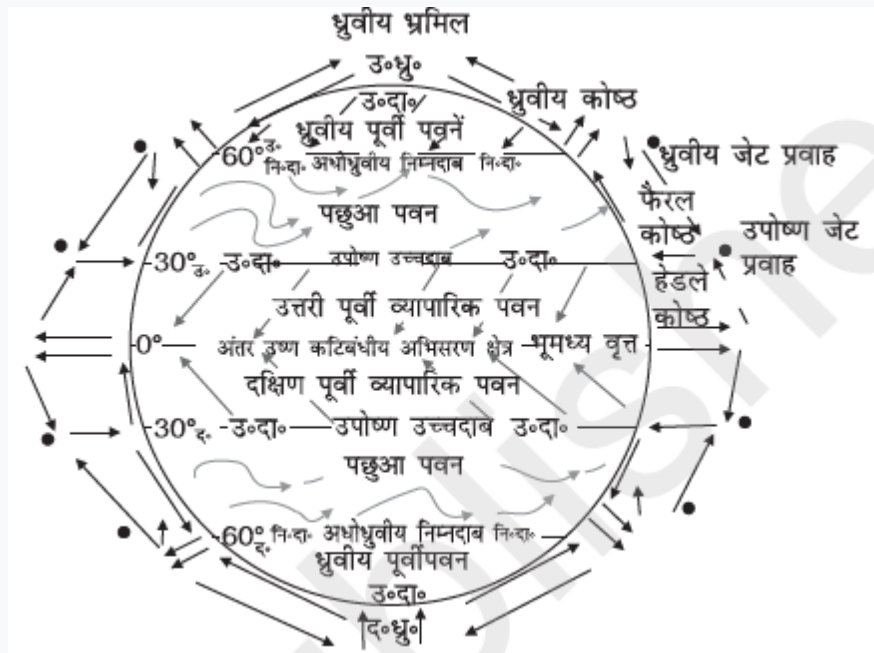 ध्रुवीय भ्रमिल
उ॰ध्रु॰
उ॰दा॰
ध्रुवीय कोष्ठ
ध्रुवीय पूर्वी पवनें
60°उ॰
नि॰दा॰ अधोध्रुवीय निम्नदाब नि॰दा॰
ध्रुवीय जेट प्रवाह
पछुआ पवन
फैरल
कोष्ठ
उपोष्ण जेट
प्रवाह
30°उ॰ उ॰दा॰ उपोष्ण उच्चदाब उ॰दा॰
हेडले
कोष्ठ
उत्तरी पूर्वी व्यापारिक पवन
0° अंतर उष्ण कटिबंधीय अभिसरण क्षेत्र भूमध्य वृत्त
दक्षिण पूर्वी व्यापारिक पवन
30°द॰ उ॰दा॰ उपोष्ण उच्चदाब उ॰दा॰
पछुआ पवन
60°द॰ नि॰दा॰ अधोध्रुवीय निम्नदाब नि॰दा॰
ध्रुवीय पूर्वीपवन
उ॰दा॰
द॰ध्रु॰